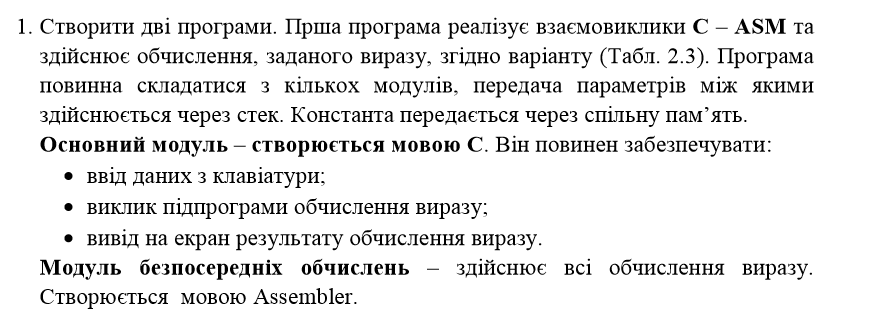 1. Створити дві програми. Прша програма реалізує взаємовиклики С – ASM та
здійснює обчислення, заданого виразу, згідно варіанту (Табл. 2.3). Програма
повинна складатися з кількох модулів, передача параметрів між якими
здійснюється через стек. Константа передається через спільну пам’ять.
Основний модуль – створюється мовою С. Він повинен забезпечувати:
• ввід даних з клавіатури;
• виклик підпрограми обчислення виразу;
• вивід на екран результату обчислення виразу.
Модуль безпосередніх обчислень – здійснює всі обчислення виразу.
Створюється мовою Assembler.